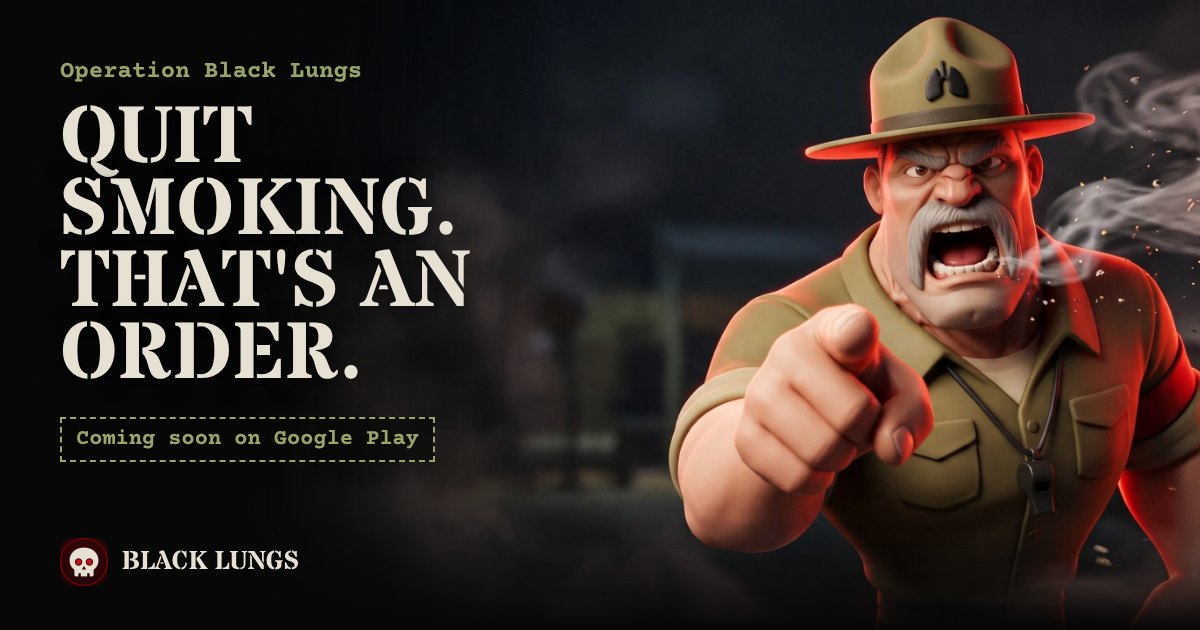 Operation Black Lungs
QUIT
SMOKING.
THAT'S AN
ORDER.
Coming soon on Google Play
BLACK LUNGS